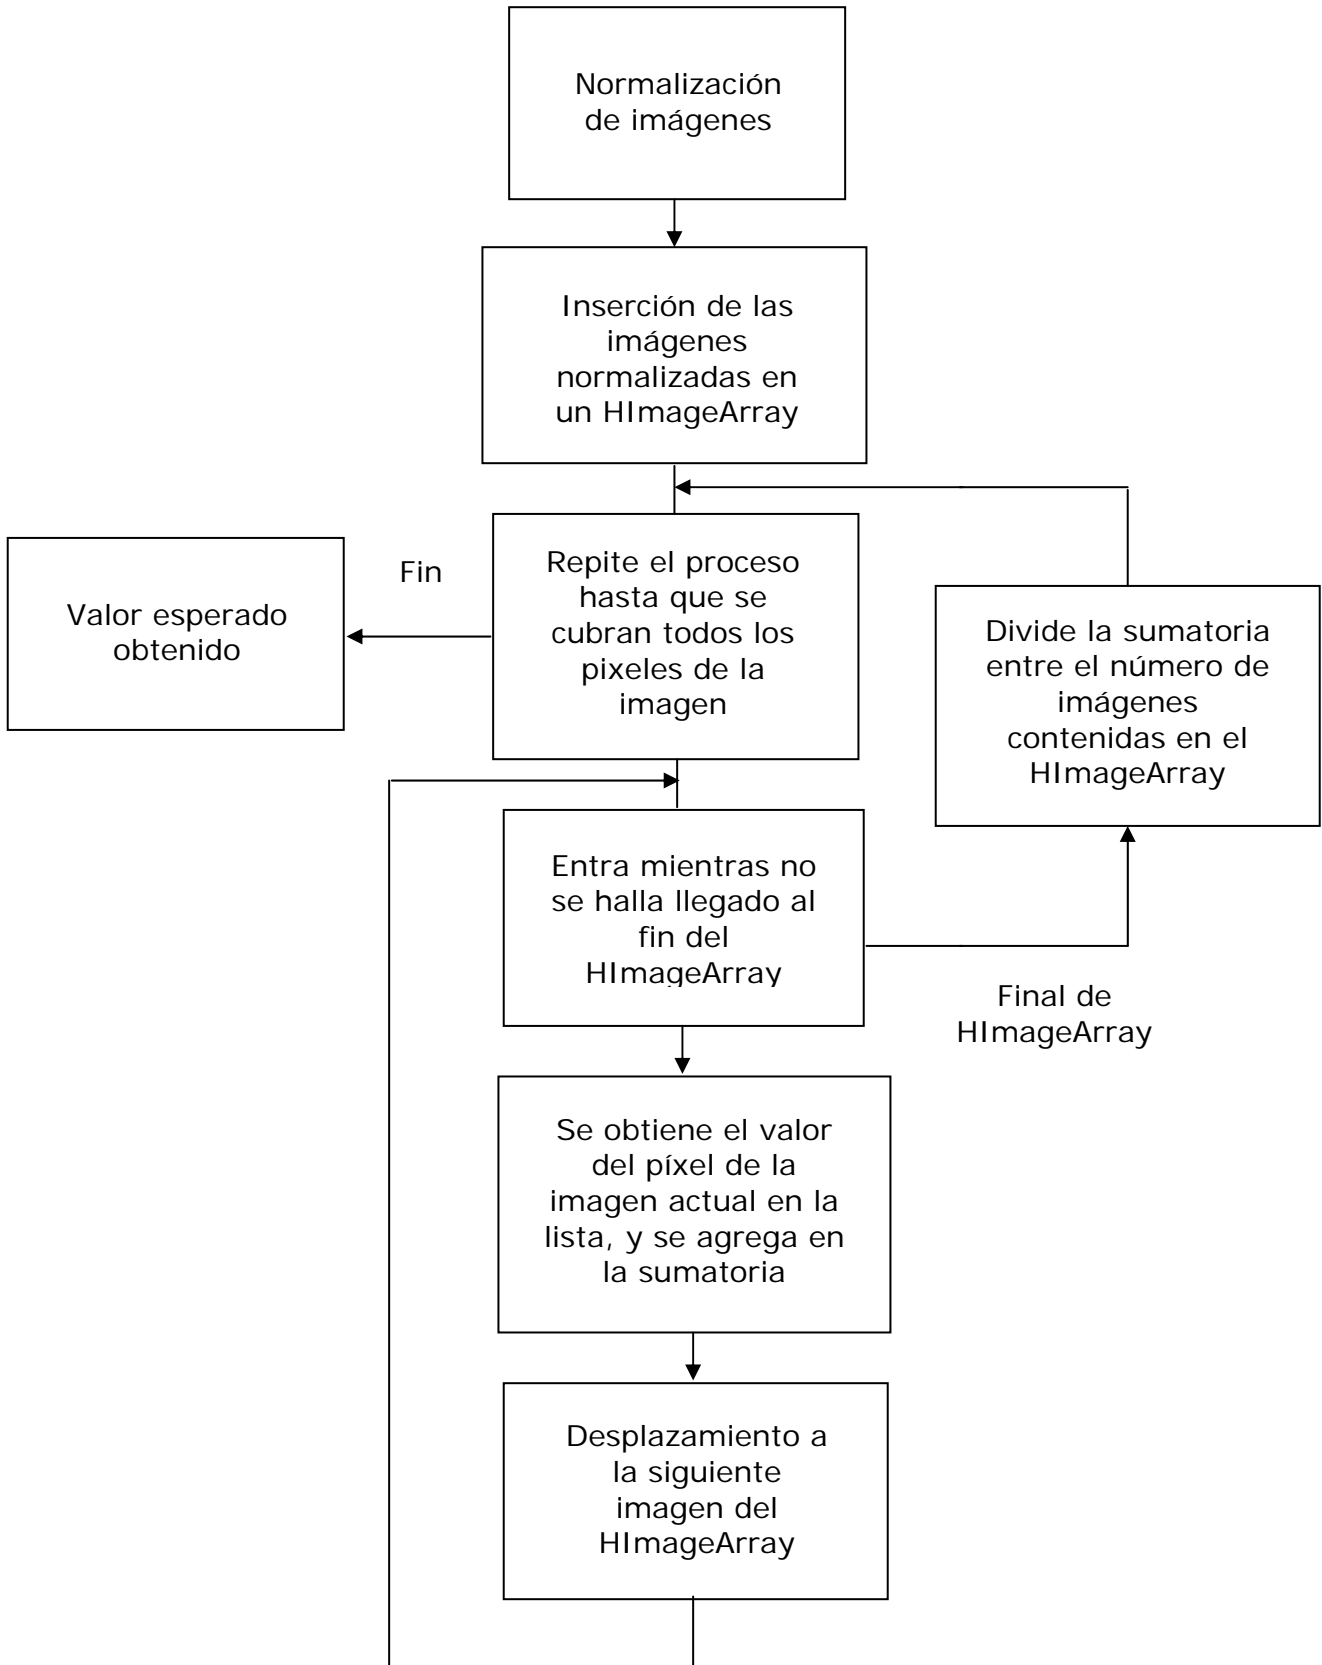 Normalización
de imágenes
Inserción de las
imágenes
normalizadas en
un HImageArray
Fin
Repite el proceso
hasta que se
cubran todos los
pixeles de la
imagen
Valor esperado
obtenido
Divide la sumatoria
entre el número de
imágenes
contenidas en el
HImageArray
Entra mientras no
se halla llegado al
fin del
HImageArray
Final de
HImageArray
Se obtiene el valor
del píxel de la
imagen actual en la
lista, y se agrega en
la sumatoria
Desplazamiento a
la siguiente
imagen del
HImageArray